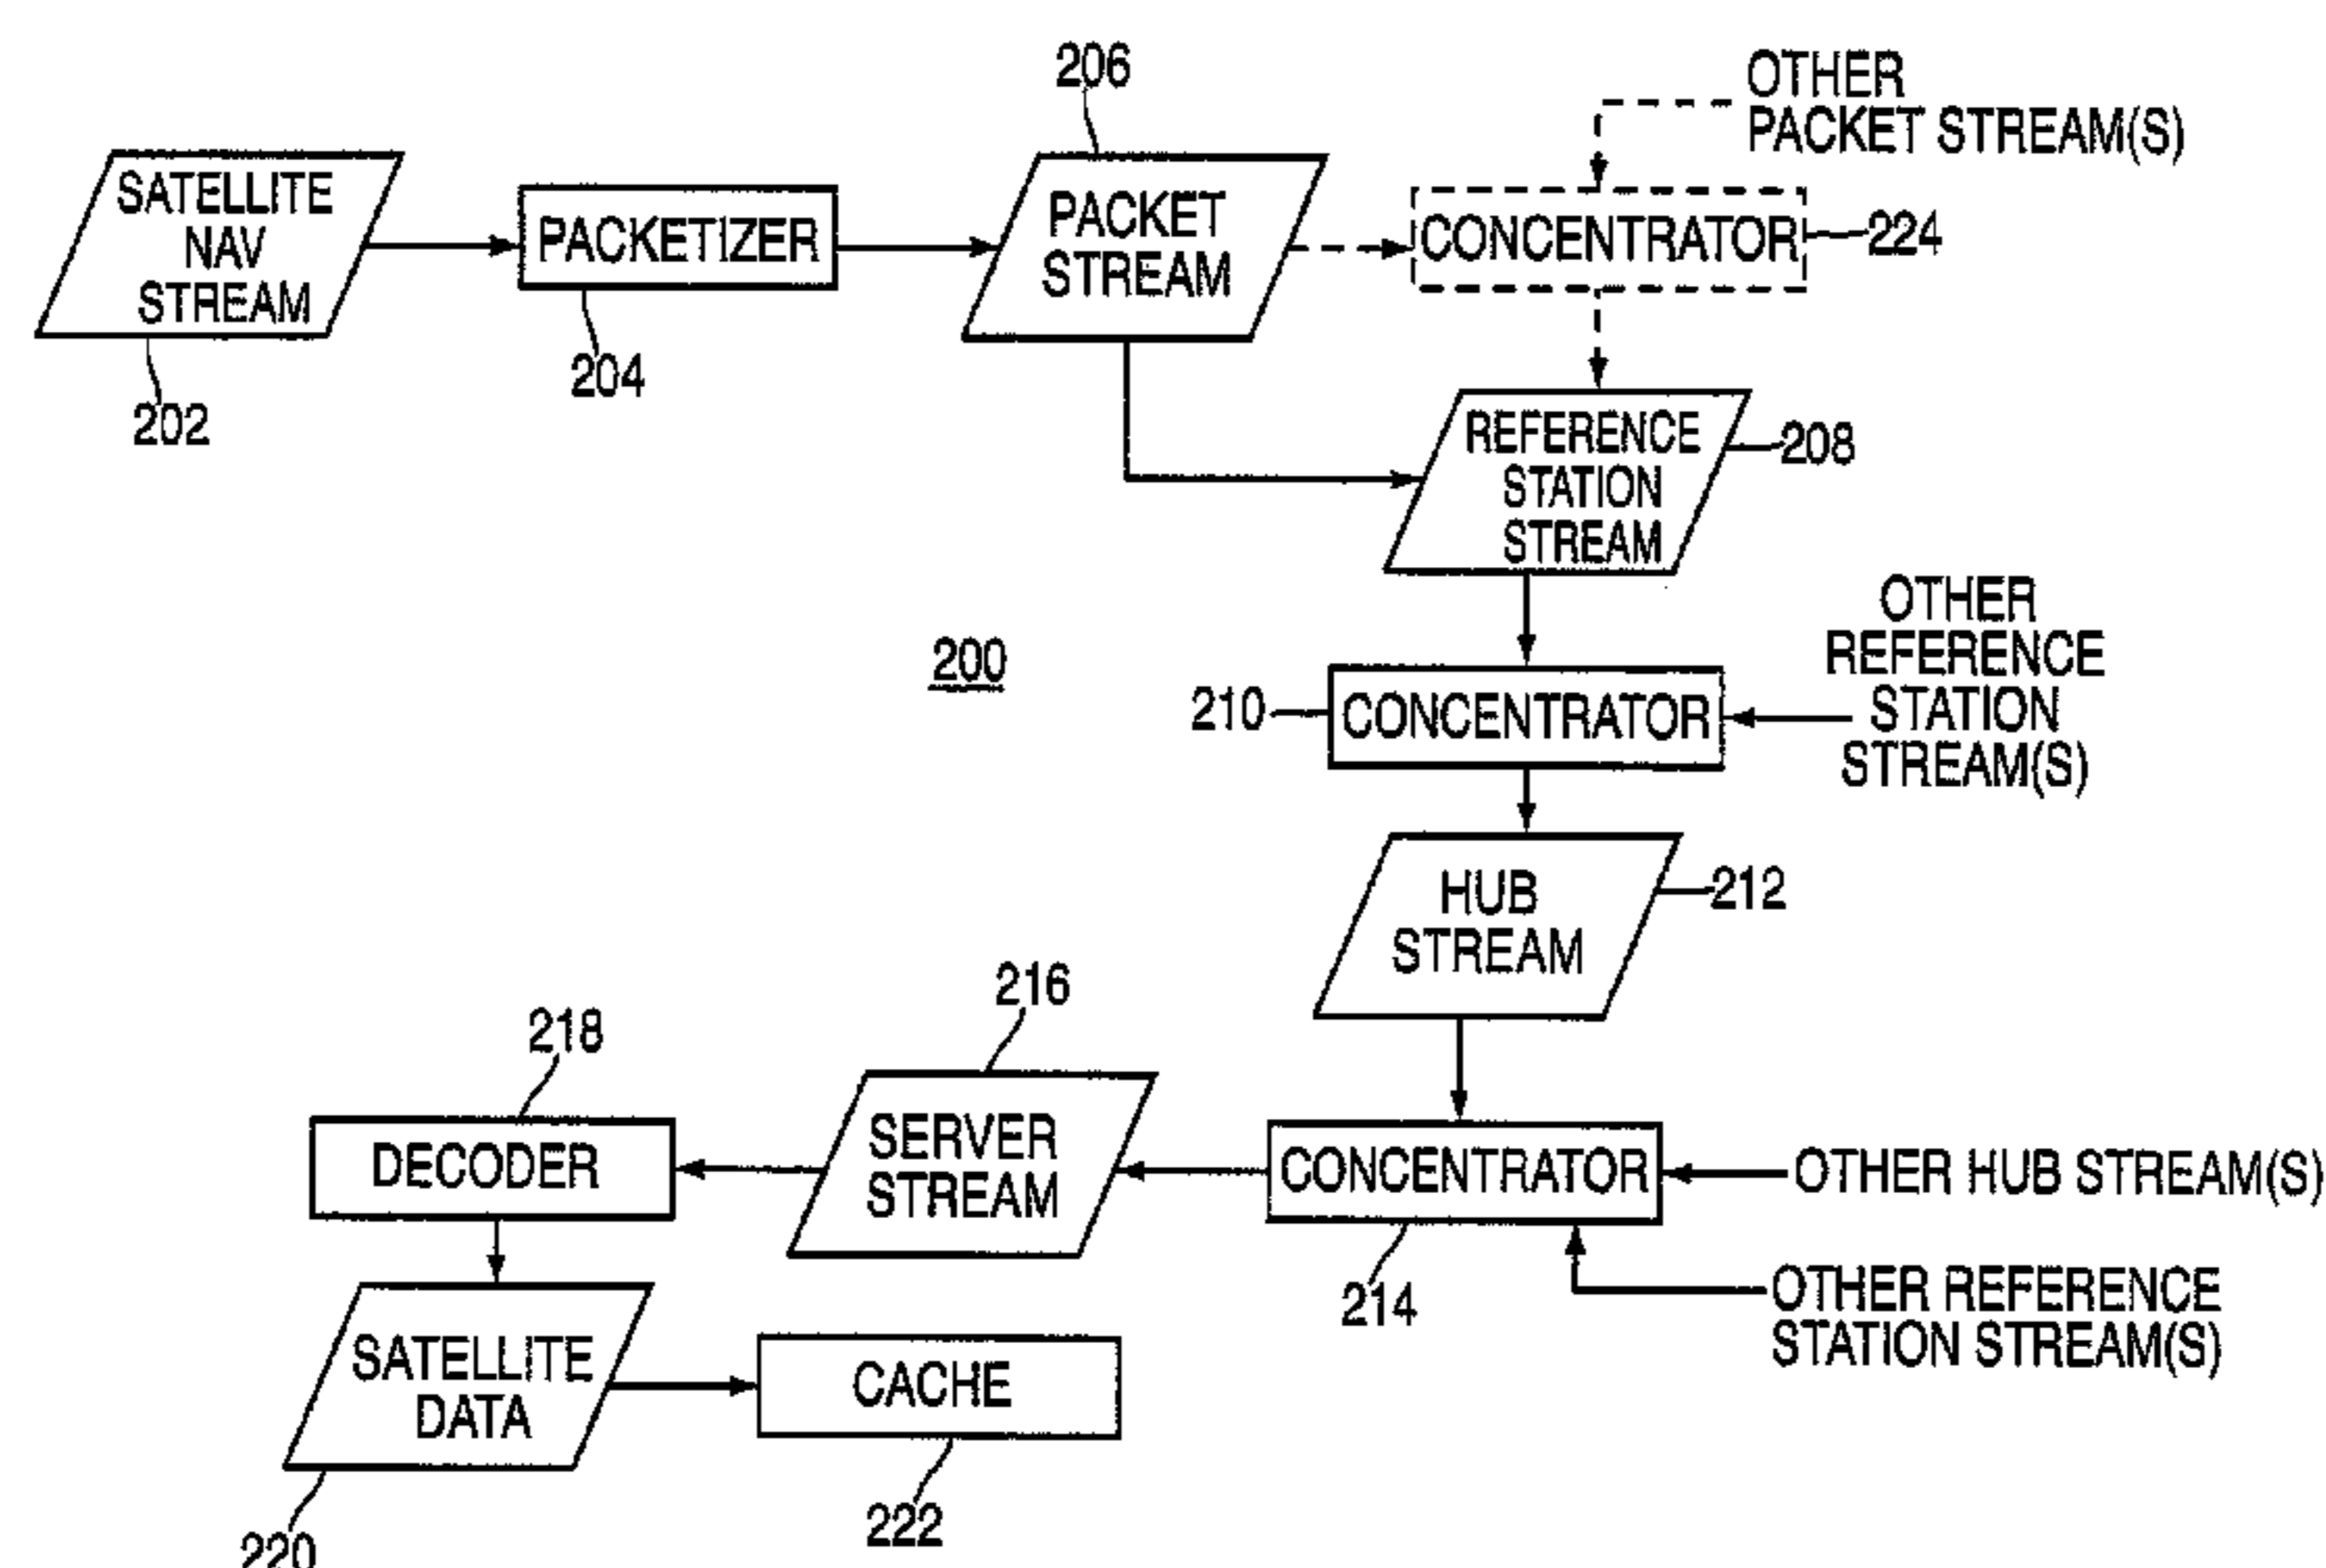 206
OTHER
PACKET STREAM(S)
SATELLITE
NAV
STREAM
PACKETIZER
PACKET
STREAM
CONCENTRATOR
224
204
202
REFERENCE
STATION
STREAM
208
200
OTHER
REFERENCE
STATION
STREAM(S)
210
CONCENTRATOR
HUB
STREAM
212
216
218
DECODER
SERVER
STREAM
CONCENTRATOR
OTHER HUB STREAM(S)
214
OTHER REFERENCE
STATION STREAM(S)
SATELLITE
DATA
CACHE
222
220